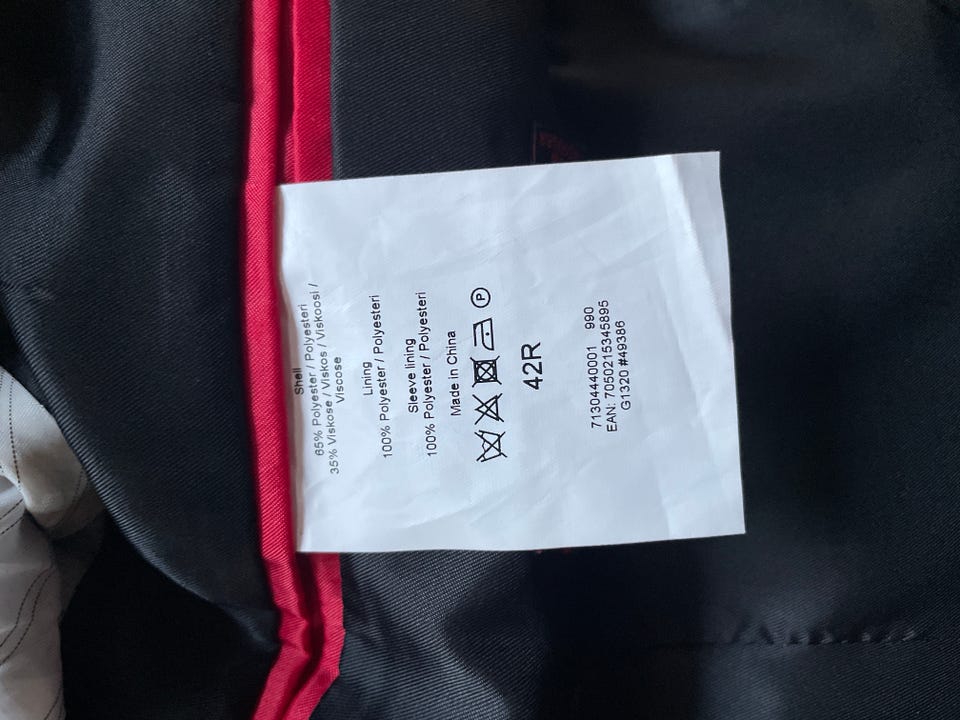 Shell
65% Polyester / Polyesteri
35% Viskose / Viskos / Viskoosi /
Viscose
Lining
100% Polyester / Polyesteri
Sleeve lining
100% Polyester / Polyesteri
Made in China
P
42R
71304440001 990
EAN: 7050215345895
G1320 #49386